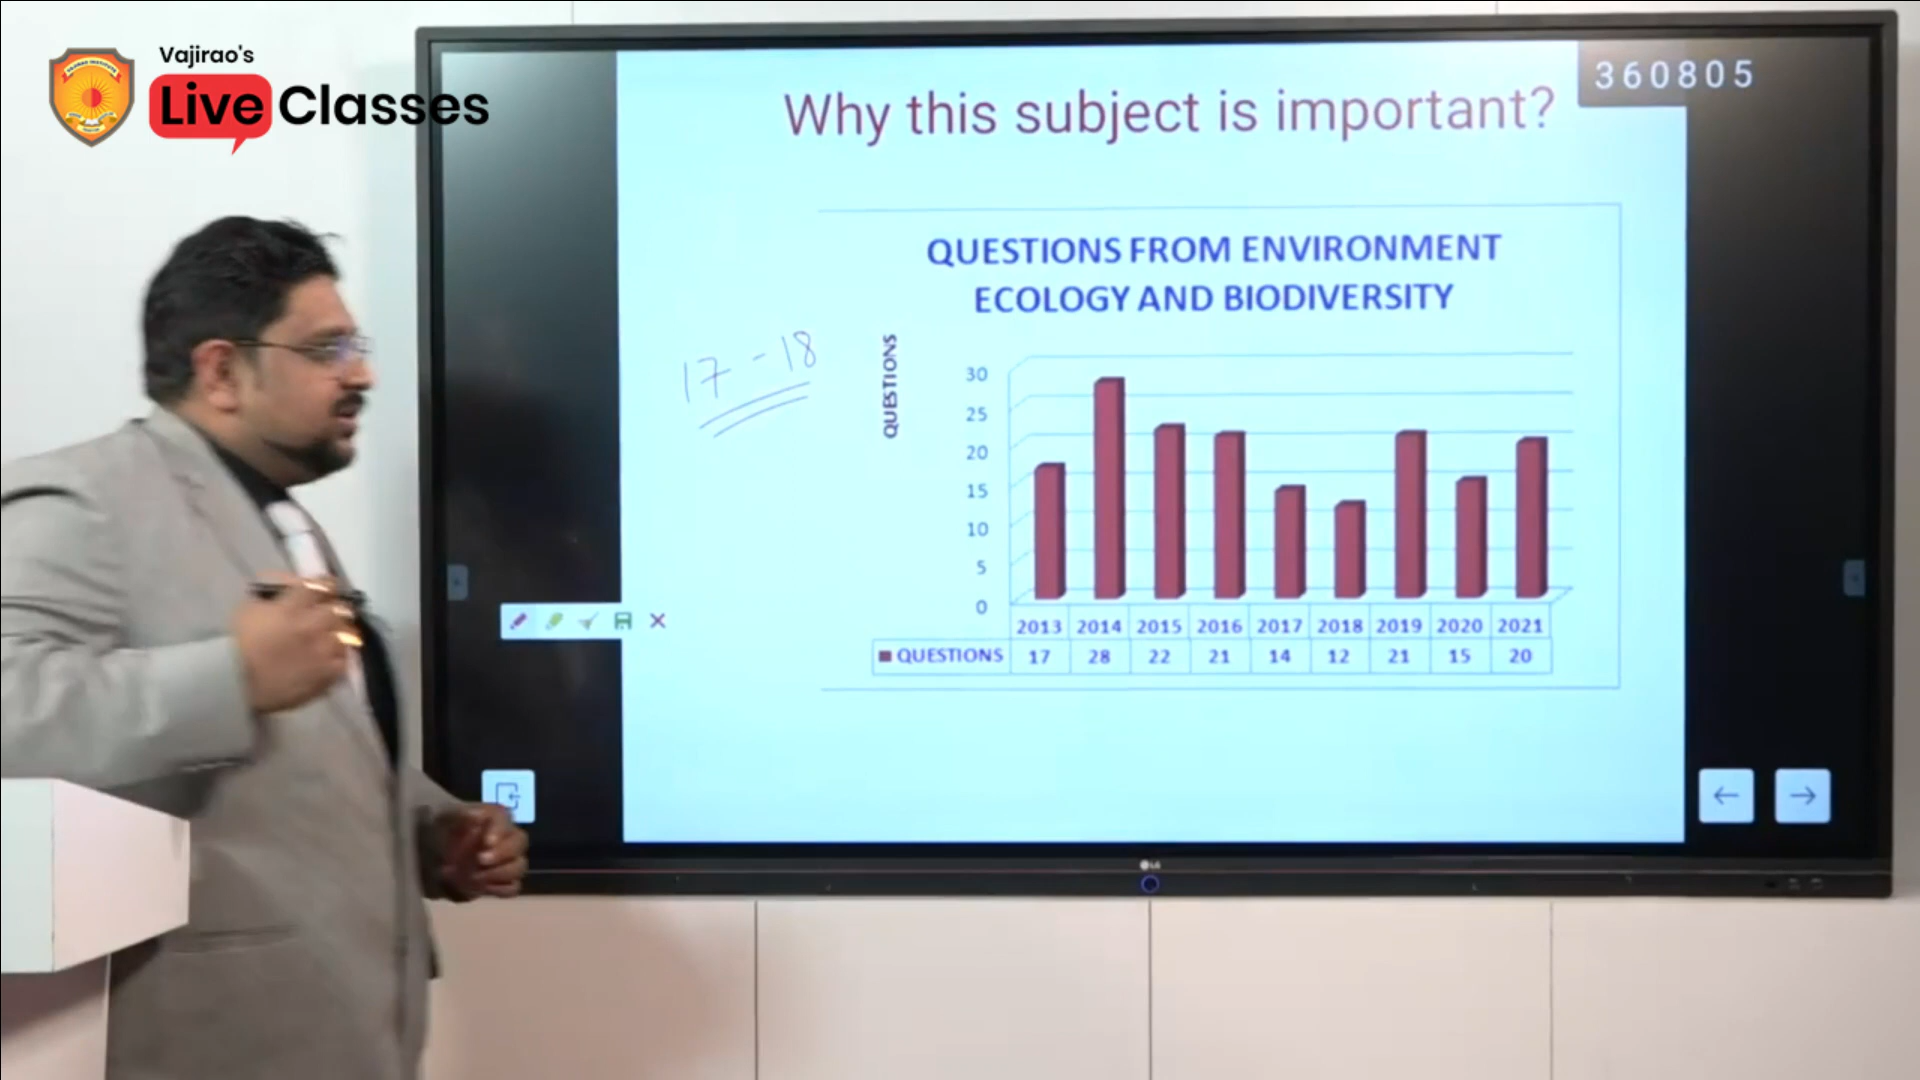 Vajirao's
Live Classes
360805
Why this subject is important?
QUESTIONS FROM ENVIRONMENT
ECOLOGY AND BIODIVERSITY
17 - 18
QUESTIONS
30
25
20
15
10
5
0
2013 2014 2015 2016 2017 2018 2019 2020 2021
QUESTIONS 17 28 22 21 14 12 21 15 20
LG